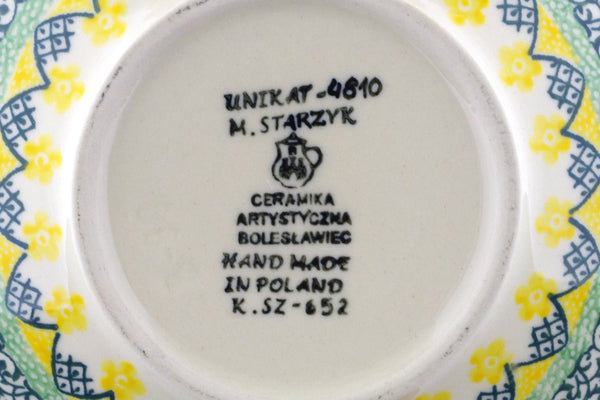 UNIKAT-4810
M. STARZYK
CERAMIKA
ARTYSTYCZNA
BOLESŁAWIEC
HAND MADE
IN POLAND
K. SZ-652